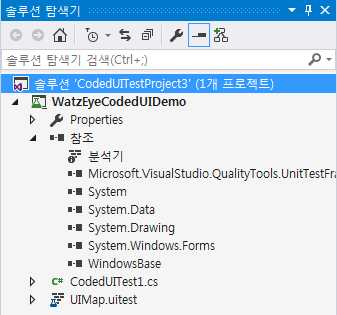 솔루션 탐색기
솔루션 탐색기 검색(Ctrl+;)
솔루션 'CodedUITestProject3' (1개 프로젝트)
WatzEyeCodedUIDemo
Properties
참조
분석기
Microsoft.VisualStudio.QualityTools.UnitTestFra
System
System.Data
System.Drawing
System.Windows.Forms
WindowsBase
C# CodedUITest1.cs
UIMap.uitest